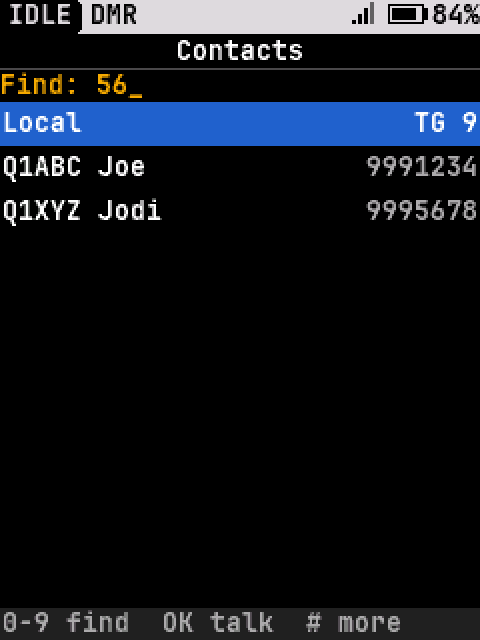 IDLE DMR 84%
Contacts
Find: 56_
Local TG 9
Q1ABC Joe 9991234
Q1XYZ Jodi 9995678
0-9 find OK talk # more